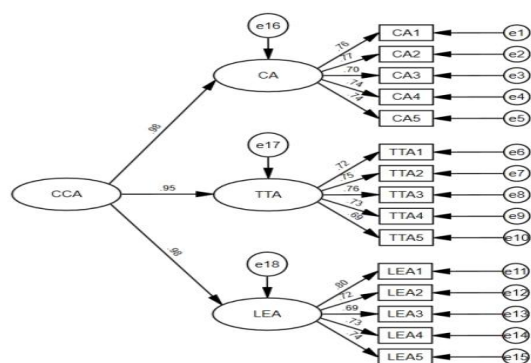 e16
.76
CA1
e1
.77
CA2
e2
.98
CA
.70
CA3
e3
.74
CA4
e4
.74
CA5
e5
e17
.72
TTA1
e6
.75
TTA2
e7
CCA
.95
TTA
.76
TTA3
e8
.73
TTA4
e9
.69
TTA5
e10
e18
.80
LEA1
e11
.72
LEA2
e12
.98
LEA
.69
LEA3
e13
.73
LEA4
e14
.74
LEA5
e15